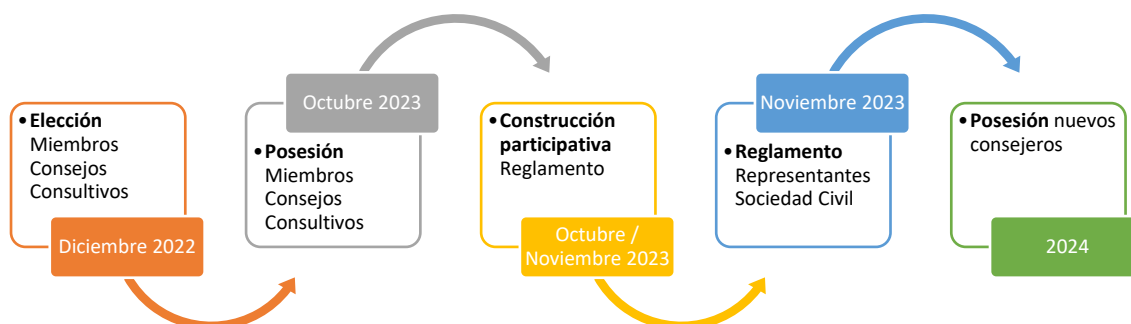 • Elección
Miembros
Consejos
Consultivos
Diciembre 2022
Octubre 2023
• Posesión
Miembros
Consejos
Consultivos
• Construcción
participativa
Reglamento
Octubre /
Noviembre 2023
Noviembre 2023
• Reglamento
Representantes
Sociedad Civil
• Posesión nuevos
consejeros
2024